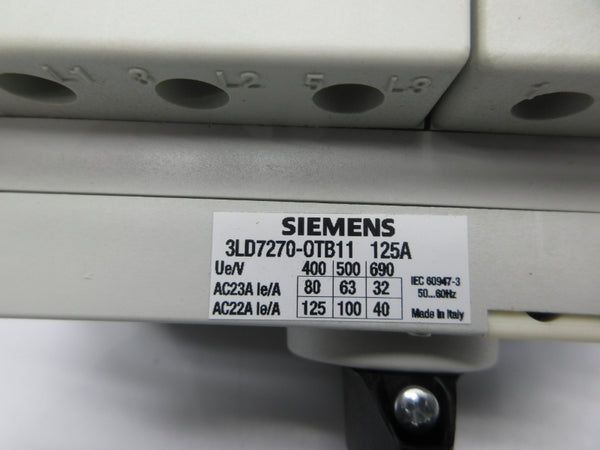 L1 3 L2 5 L3 1
SIEMENS
3LD7270-0TB11 125A
Ue/V 400 500 690
AC23A Ie/A 80 63 32
AC22A Ie/A 125 100 40
IEC 60947-3
50...60Hz
Made in Italy